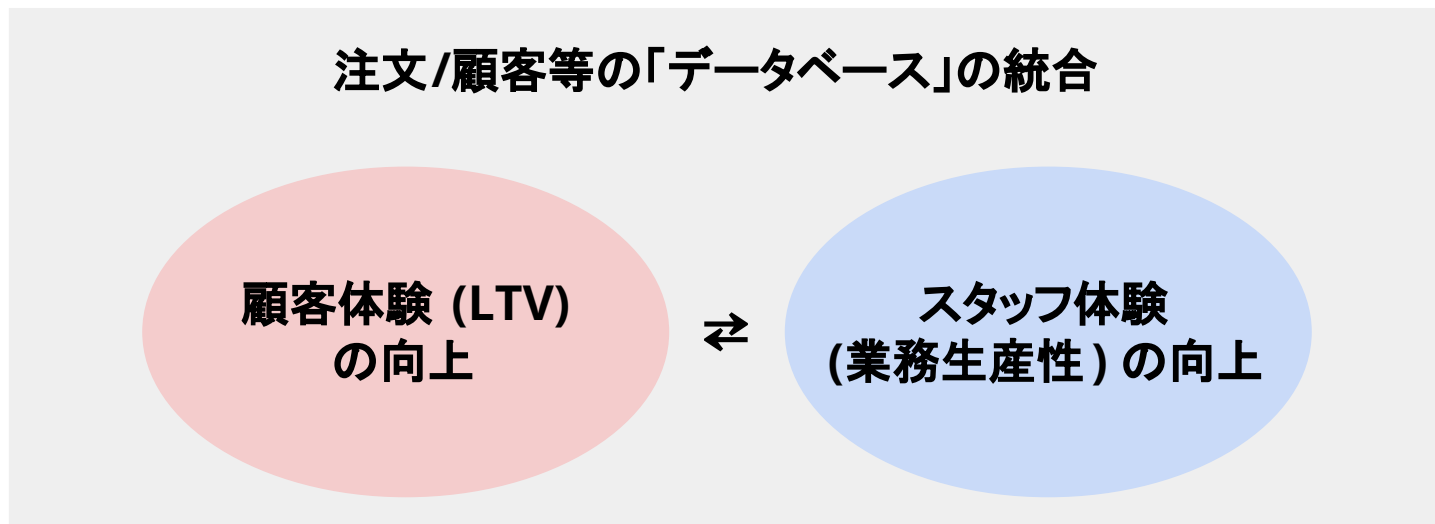 注文/顧客等の「データベース」の統合
顧客体験 (LTV)
の向上
⇄
スタッフ体験
(業務生産性) の向上